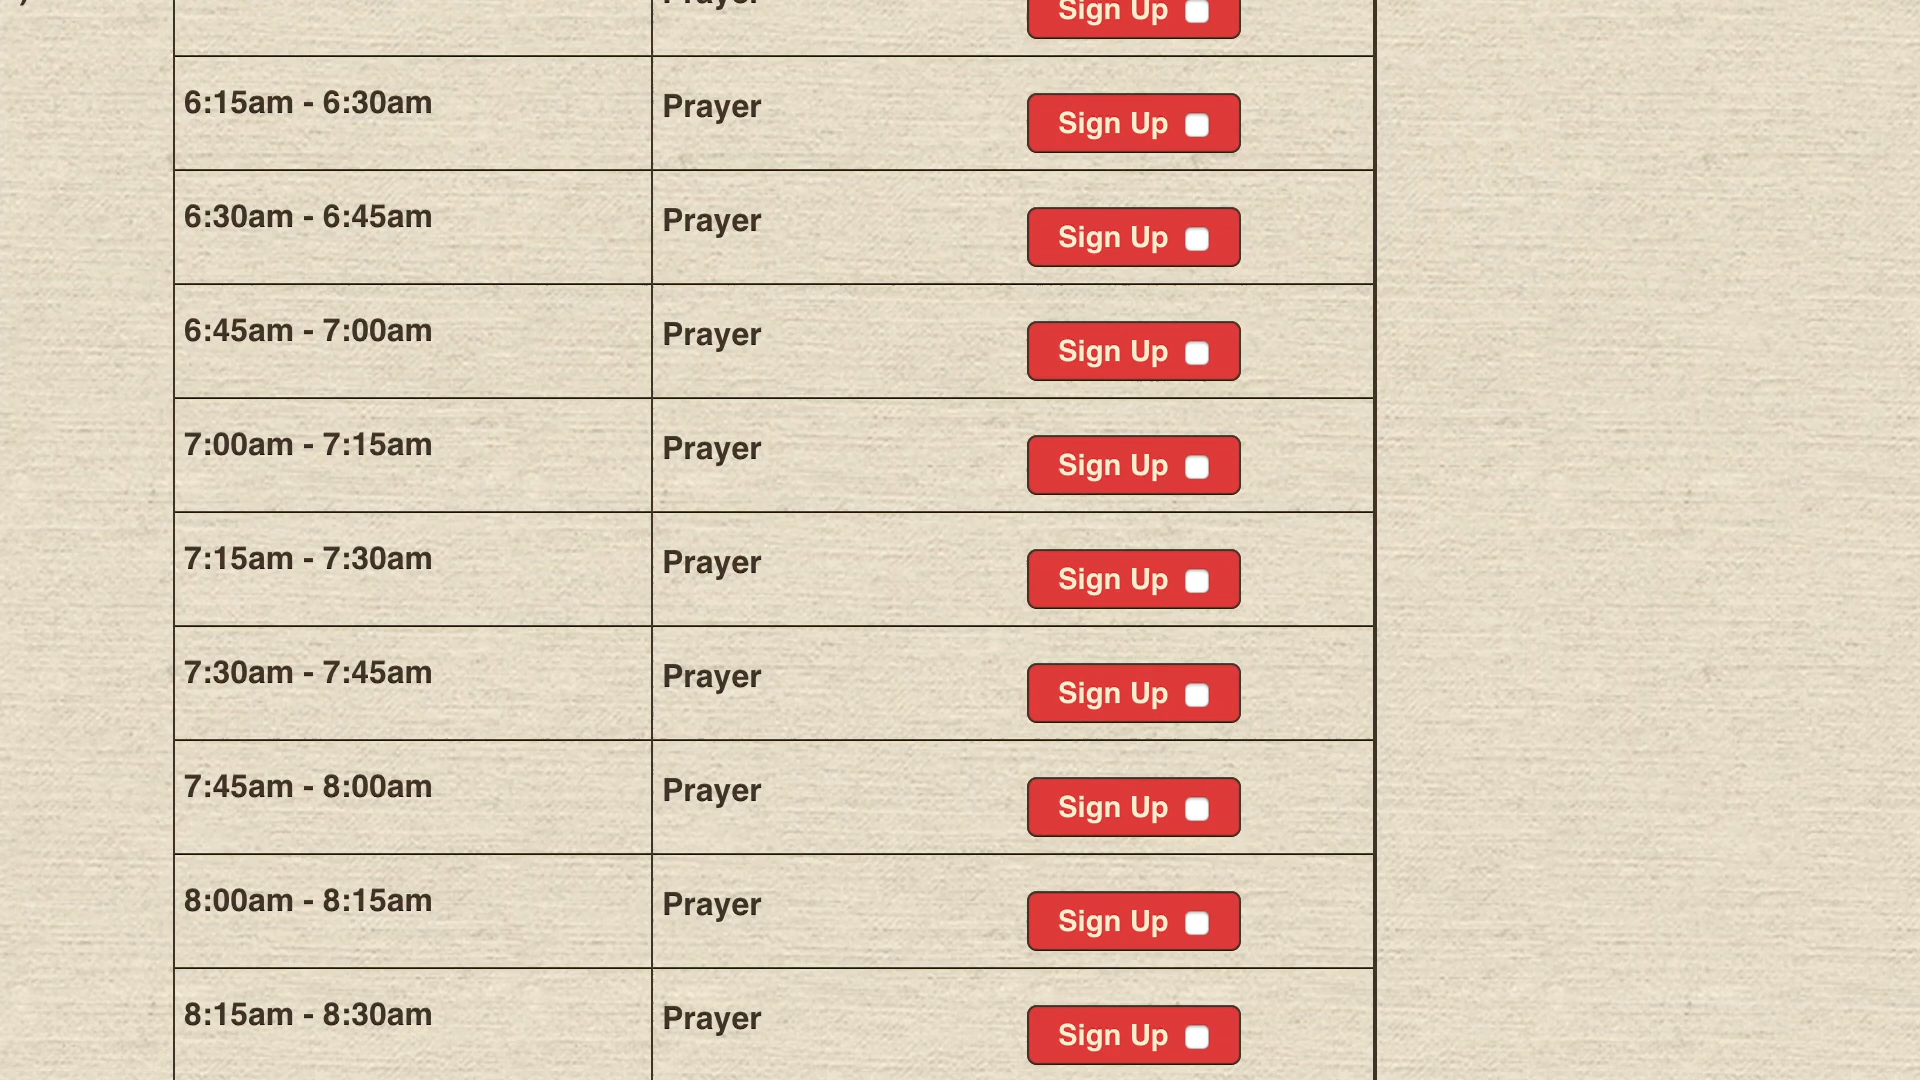 Prayer
Sign Up
6:15am - 6:30am Prayer Sign Up
6:30am - 6:45am Prayer Sign Up
6:45am - 7:00am Prayer Sign Up
7:00am - 7:15am Prayer Sign Up
7:15am - 7:30am Prayer Sign Up
7:30am - 7:45am Prayer Sign Up
7:45am - 8:00am Prayer Sign Up
8:00am - 8:15am Prayer Sign Up
8:15am - 8:30am Prayer Sign Up